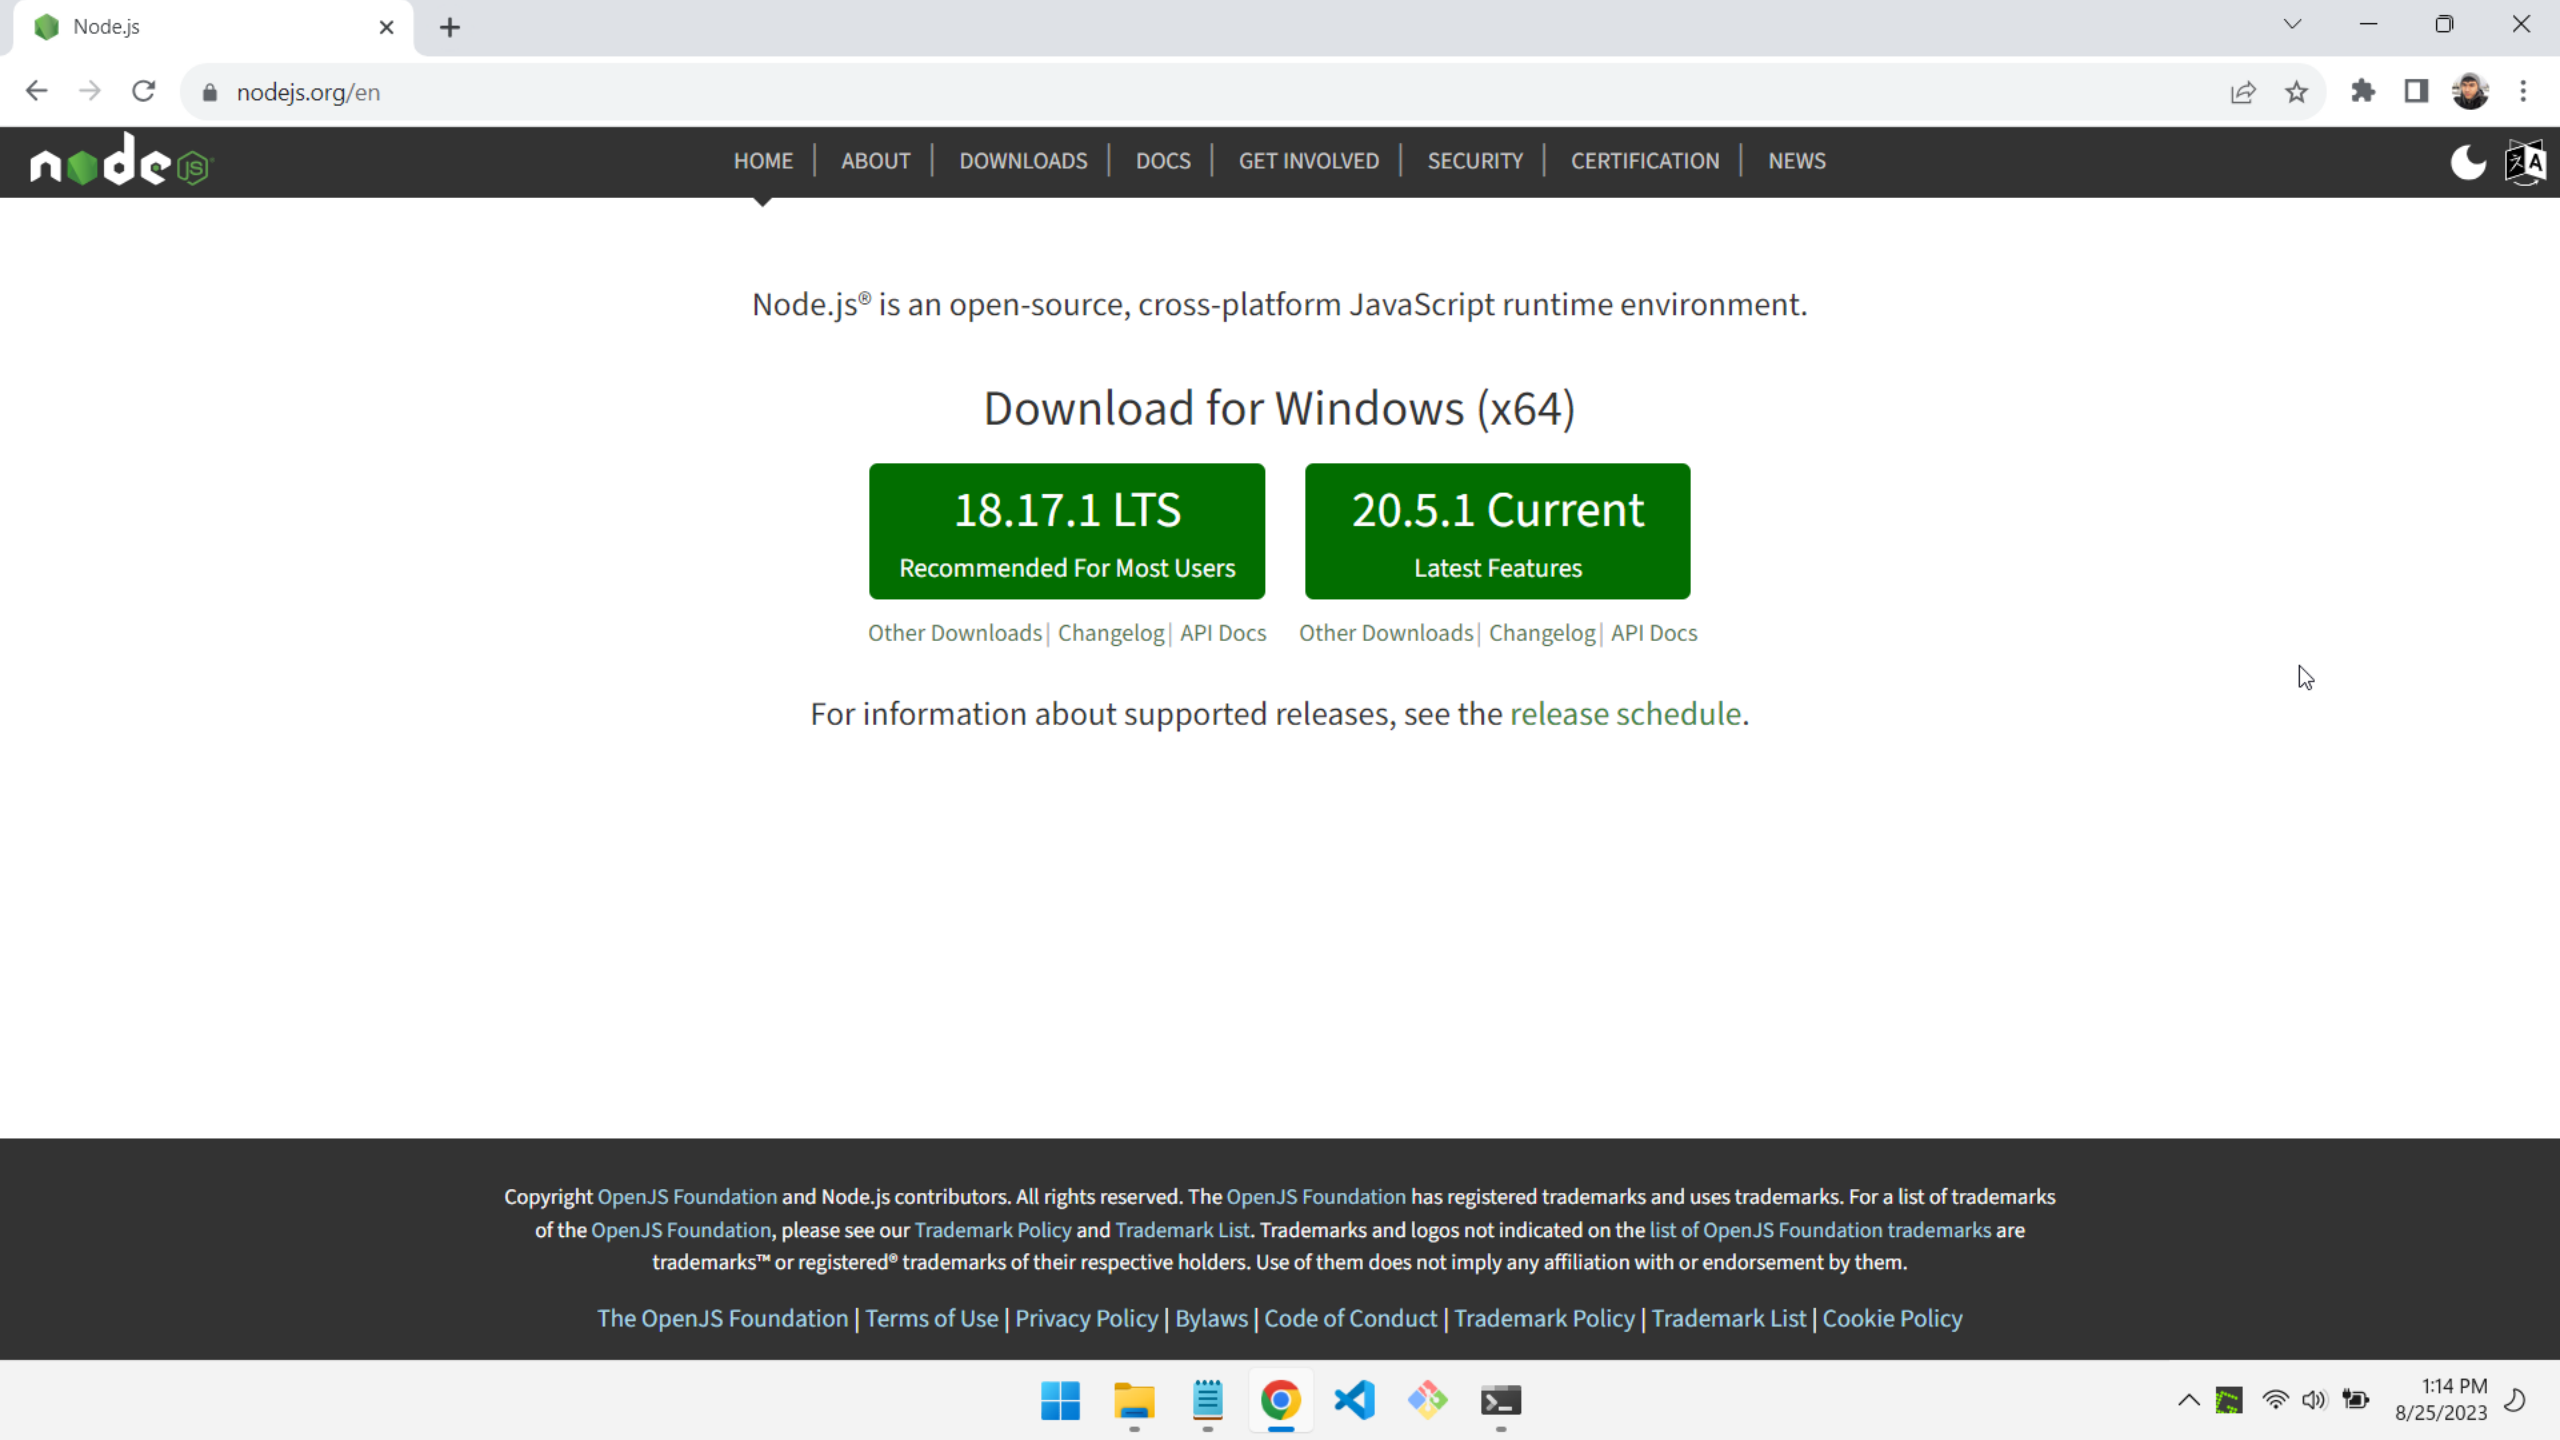 Node.js
nodejs.org/en
node JS
HOME | ABOUT | DOWNLOADS | DOCS | GET INVOLVED | SECURITY | CERTIFICATION | NEWS
Node.js® is an open-source, cross-platform JavaScript runtime environment.
Download for Windows (x64)
18.17.1 LTS
Recommended For Most Users
20.5.1 Current
Latest Features
Other Downloads | Changelog | API Docs
Other Downloads | Changelog | API Docs
For information about supported releases, see the release schedule.
Copyright OpenJS Foundation and Node.js contributors. All rights reserved. The OpenJS Foundation has registered trademarks and uses trademarks. For a list of trademarks
of the OpenJS Foundation, please see our Trademark Policy and Trademark List. Trademarks and logos not indicated on the list of OpenJS Foundation trademarks are
trademarks™ or registered® trademarks of their respective holders. Use of them does not imply any affiliation with or endorsement by them.
The OpenJS Foundation | Terms of Use | Privacy Policy | Bylaws | Code of Conduct | Trademark Policy | Trademark List | Cookie Policy
1:14 PM
8/25/2023